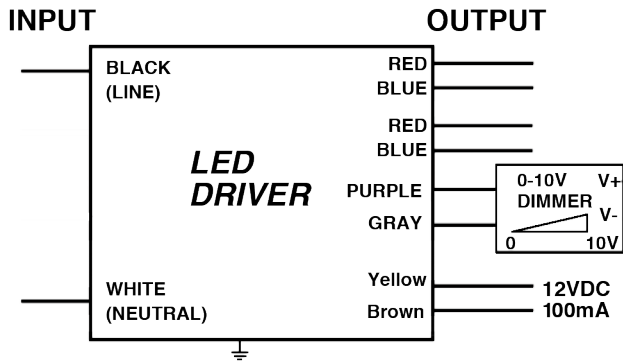 INPUT
OUTPUT
BLACK
(LINE)
WHITE
(NEUTRAL)
LED
DRIVER
RED
BLUE
RED
BLUE
PURPLE
GRAY
Yellow
Brown
0-10V V+
DIMMER
V-
0 10V
12VDC
100mA